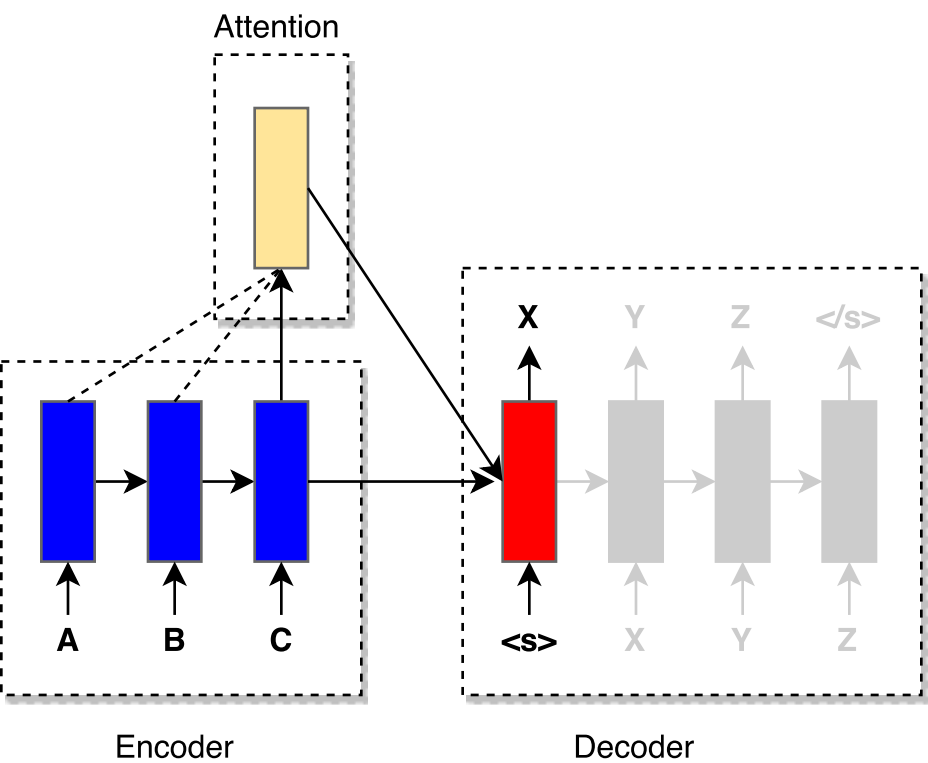 Attention
X Y Z </s>
A B C <s> X Y Z
Encoder Decoder